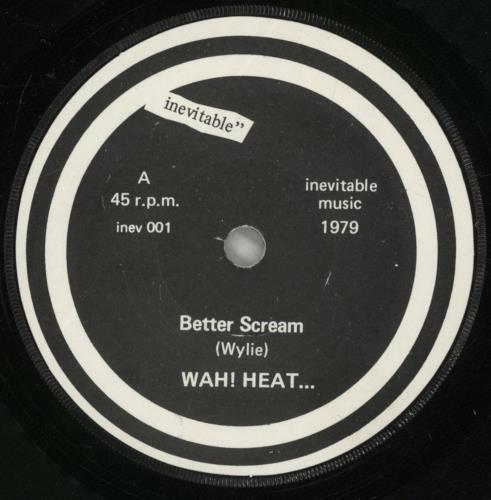 inevitable”
A
45 r.p.m.
inev 001
inevitable
music
1979
Better Scream
(Wylie)
WAH! HEAT...